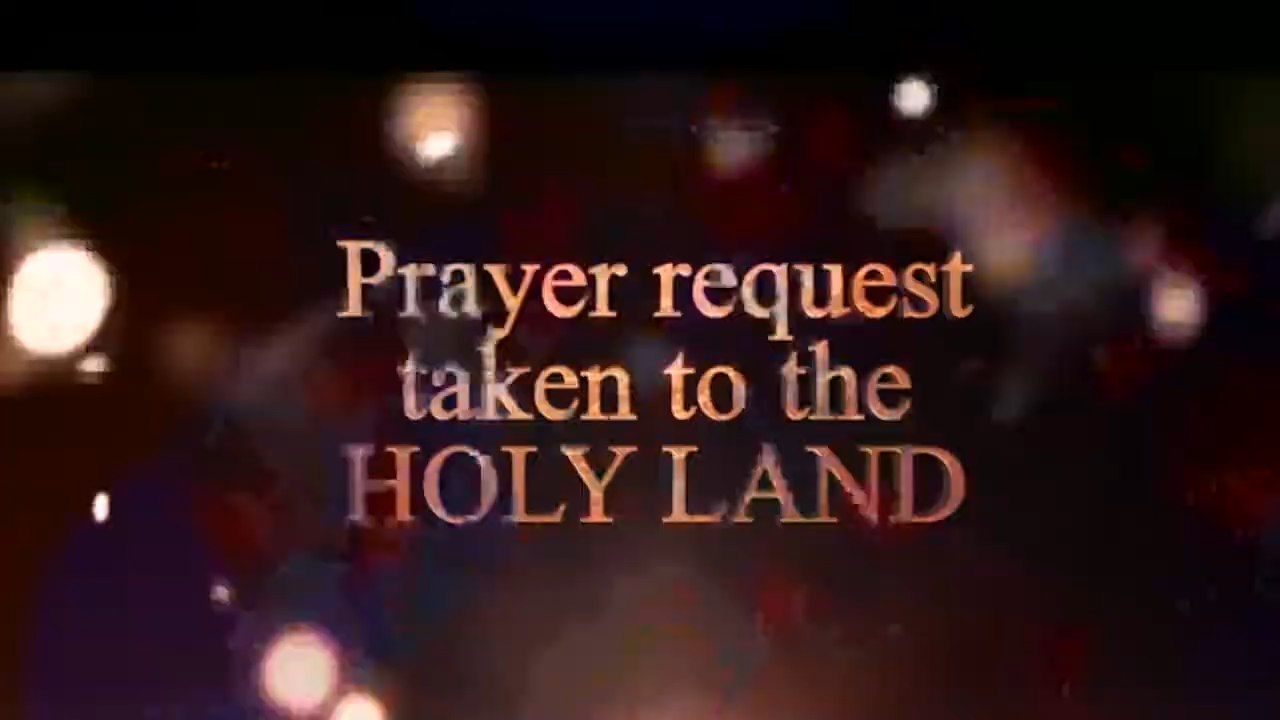 Prayer request
taken to the
HOLY LAND